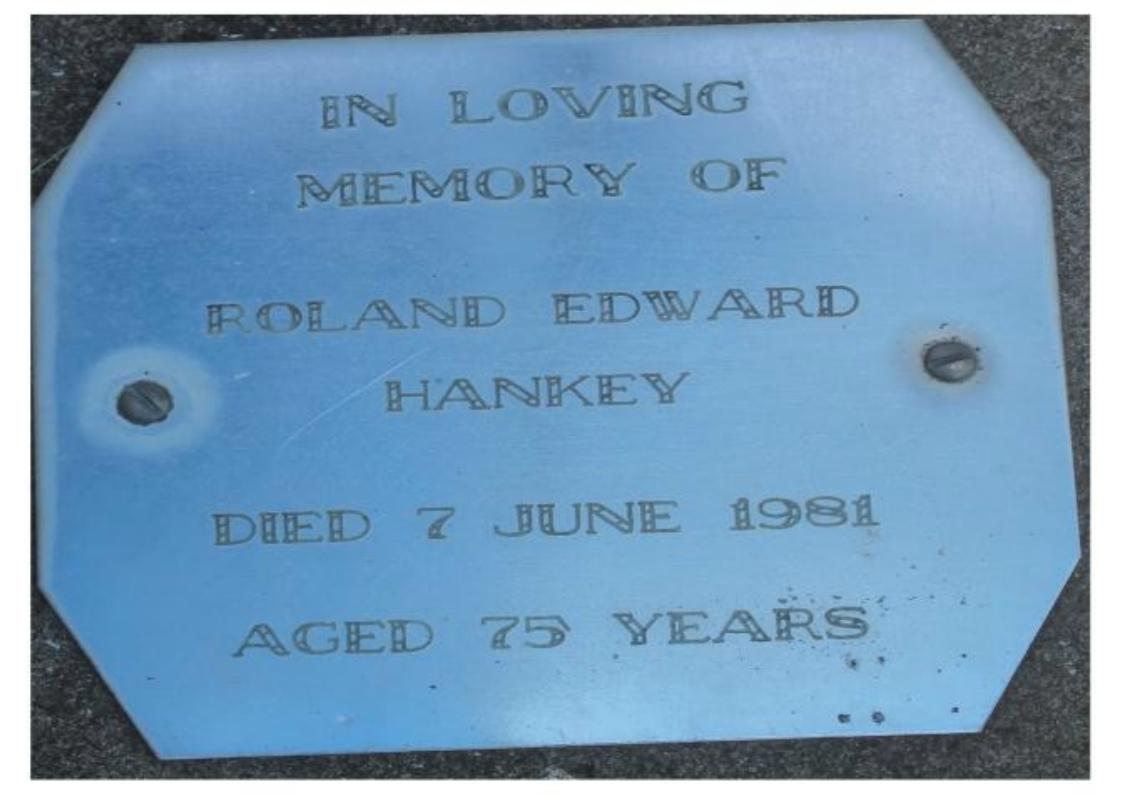 IN LOVING
MEMORY OF
ROLAND EDWARD
HANKEY
DIED 7 JUNE 1981
AGED 75 YEARS